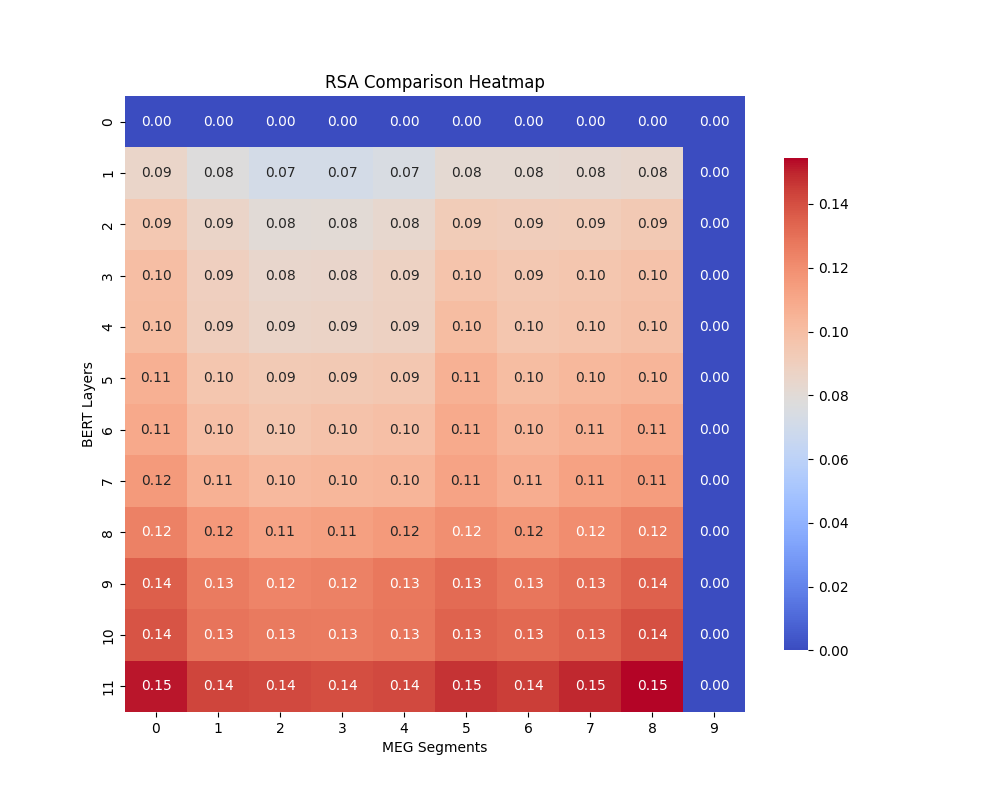 RSA Comparison Heatmap
0 0.00 0.00 0.00 0.00 0.00 0.00 0.00 0.00 0.00 0.00
1 0.09 0.08 0.07 0.07 0.07 0.08 0.08 0.08 0.08 0.00
2 0.09 0.09 0.08 0.08 0.08 0.09 0.09 0.09 0.09 0.00
3 0.10 0.09 0.08 0.08 0.09 0.10 0.09 0.10 0.10 0.00
4 0.10 0.09 0.09 0.09 0.09 0.10 0.10 0.10 0.10 0.00
5 0.11 0.10 0.09 0.09 0.09 0.11 0.10 0.10 0.10 0.00
6 0.11 0.10 0.10 0.10 0.10 0.11 0.10 0.11 0.11 0.00
7 0.12 0.11 0.10 0.10 0.10 0.11 0.11 0.11 0.11 0.00
8 0.12 0.12 0.11 0.11 0.12 0.12 0.12 0.12 0.12 0.00
9 0.14 0.13 0.12 0.12 0.13 0.13 0.13 0.13 0.14 0.00
10 0.14 0.13 0.13 0.13 0.13 0.13 0.13 0.13 0.14 0.00
11 0.15 0.14 0.14 0.14 0.14 0.15 0.14 0.15 0.15 0.00
0 1 2 3 4 5 6 7 8 9
MEG Segments
BERT Layers
0.14
0.12
0.10
0.08
0.06
0.04
0.02
0.00